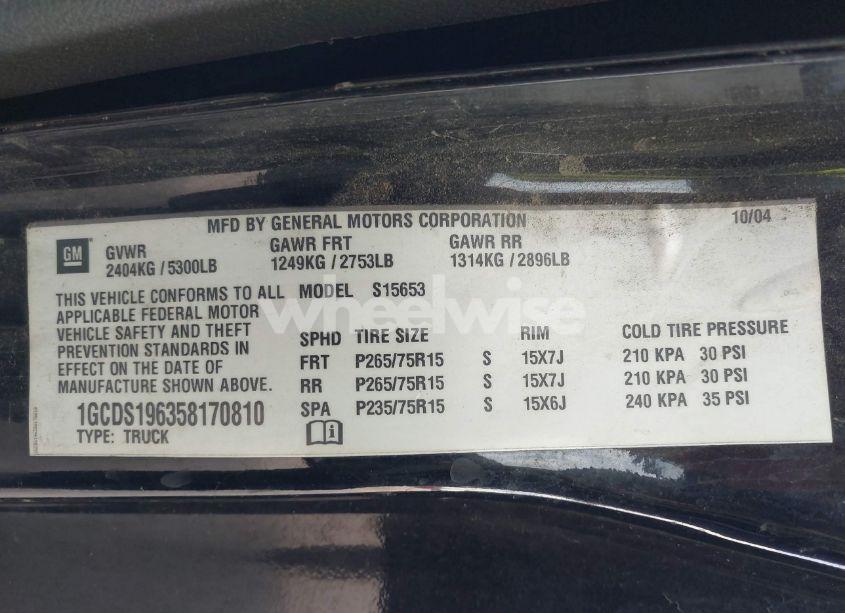 MFD BY GENERAL MOTORS CORPORATION 10/04
GM GVWR GAWR FRT GAWR RR
2404KG / 5300LB 1249KG / 2753LB 1314KG / 2896LB
THIS VEHICLE CONFORMS TO ALL
APPLICABLE FEDERAL MOTOR
VEHICLE SAFETY AND THEFT
PREVENTION STANDARDS IN
EFFECT ON THE DATE OF
MANUFACTURE SHOWN ABOVE.
1GCDS196358170810
TYPE: TRUCK
MODEL S15653
SPHD TIRE SIZE RIM COLD TIRE PRESSURE
FRT P265/75R15 S 15X7J 210 KPA 30 PSI
RR P265/75R15 S 15X7J 210 KPA 30 PSI
SPA P235/75R15 S 15X6J 240 KPA 35 PSI
wheelwise